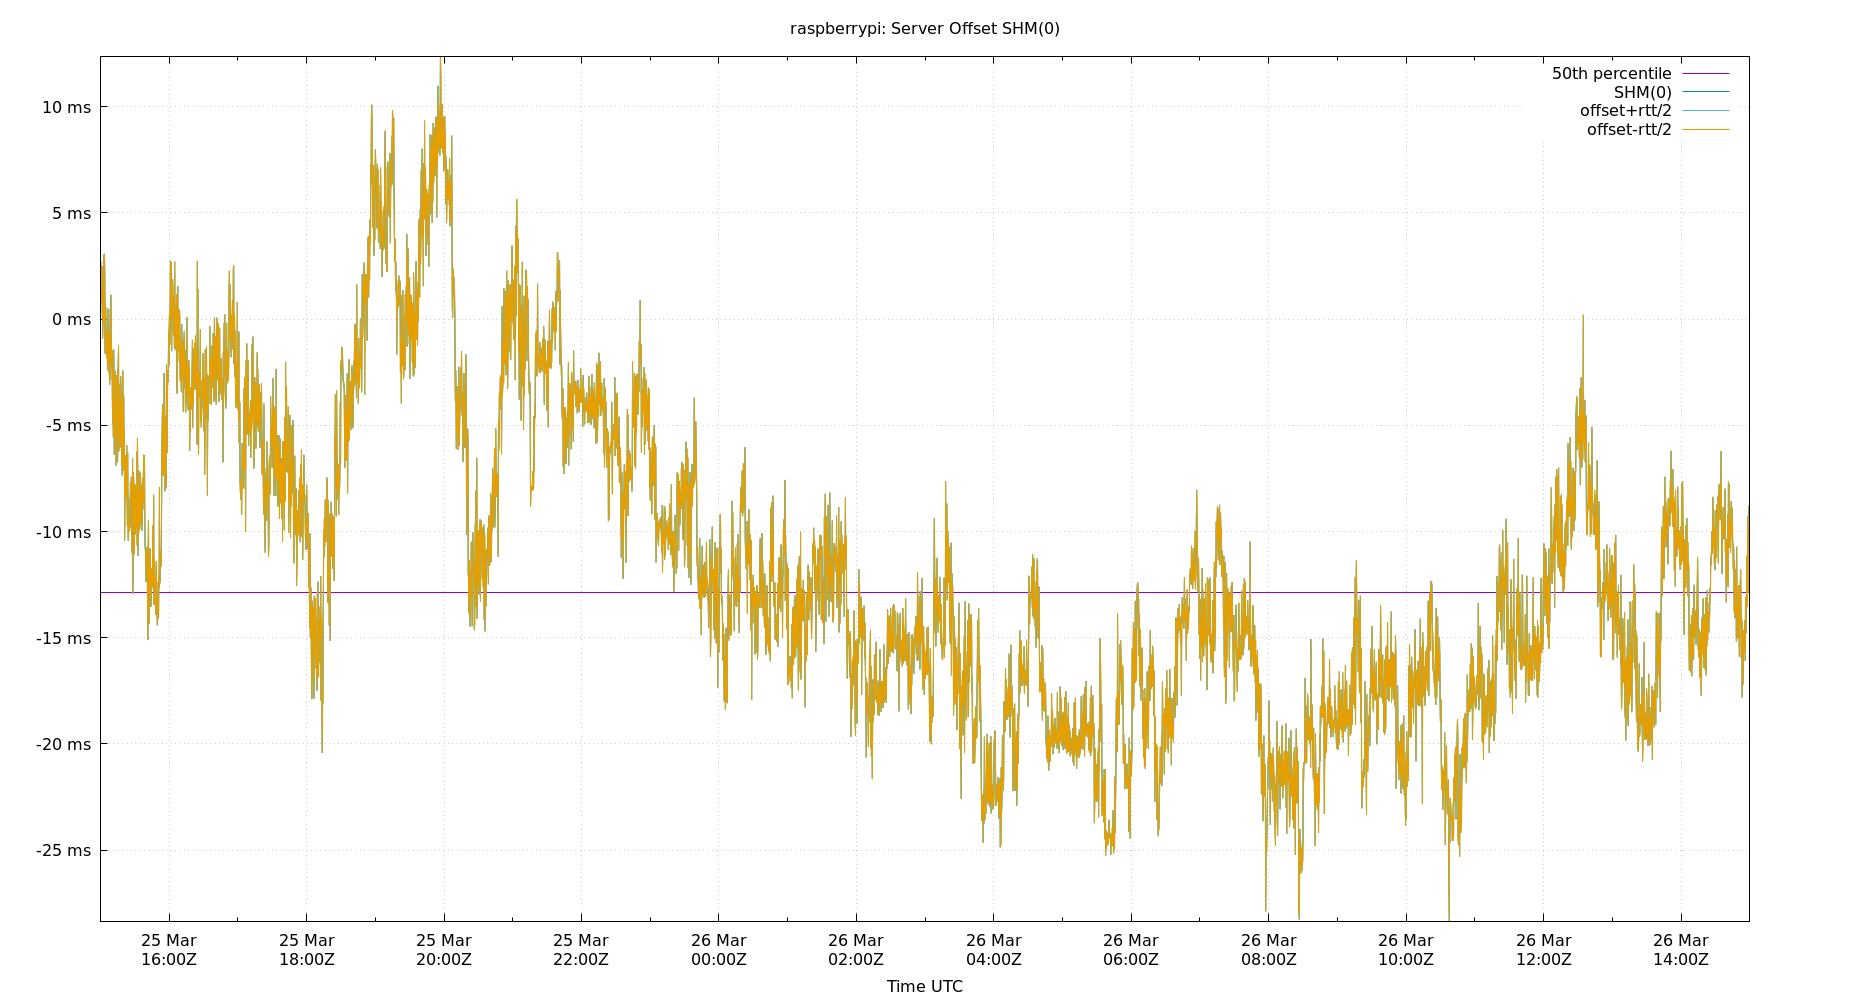 raspberrypi: Server Offset SHM(0)
50th percentile
SHM(0)
offset+rtt/2
offset-rtt/2
10 ms
5 ms
0 ms
-5 ms
-10 ms
-15 ms
-20 ms
-25 ms
25 Mar 25 Mar 25 Mar 25 Mar 26 Mar 26 Mar 26 Mar 26 Mar 26 Mar 26 Mar 26 Mar 26 Mar
16:00Z 18:00Z 20:00Z 22:00Z 00:00Z 02:00Z 04:00Z 06:00Z 08:00Z 10:00Z 12:00Z 14:00Z
Time UTC